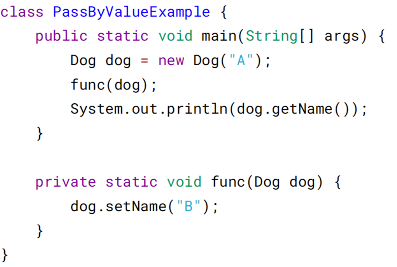 class PassByValueExample {
    public static void main(String[] args) {
        Dog dog = new Dog("A");
        func(dog);
        System.out.println(dog.getName());
    }

    private static void func(Dog dog) {
        dog.setName("B");
    }
}